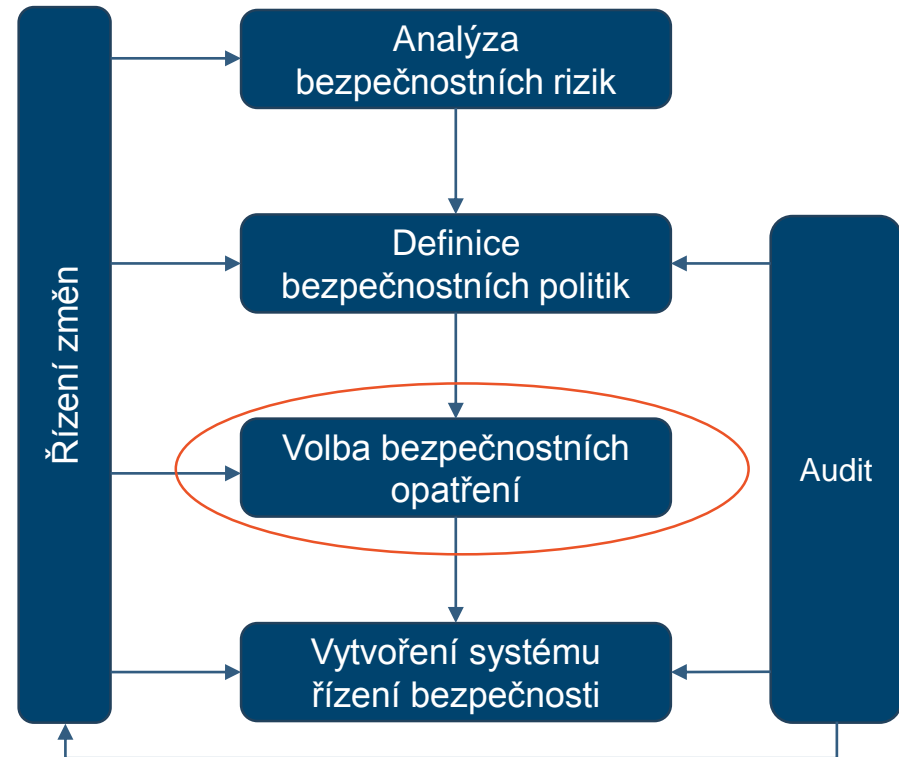 Řízení změn
Analýza
bezpečnostních rizik
Definice
bezpečnostních politik
Volba bezpečnostních
opatření
Vytvoření systému
řízení bezpečnosti
Audit